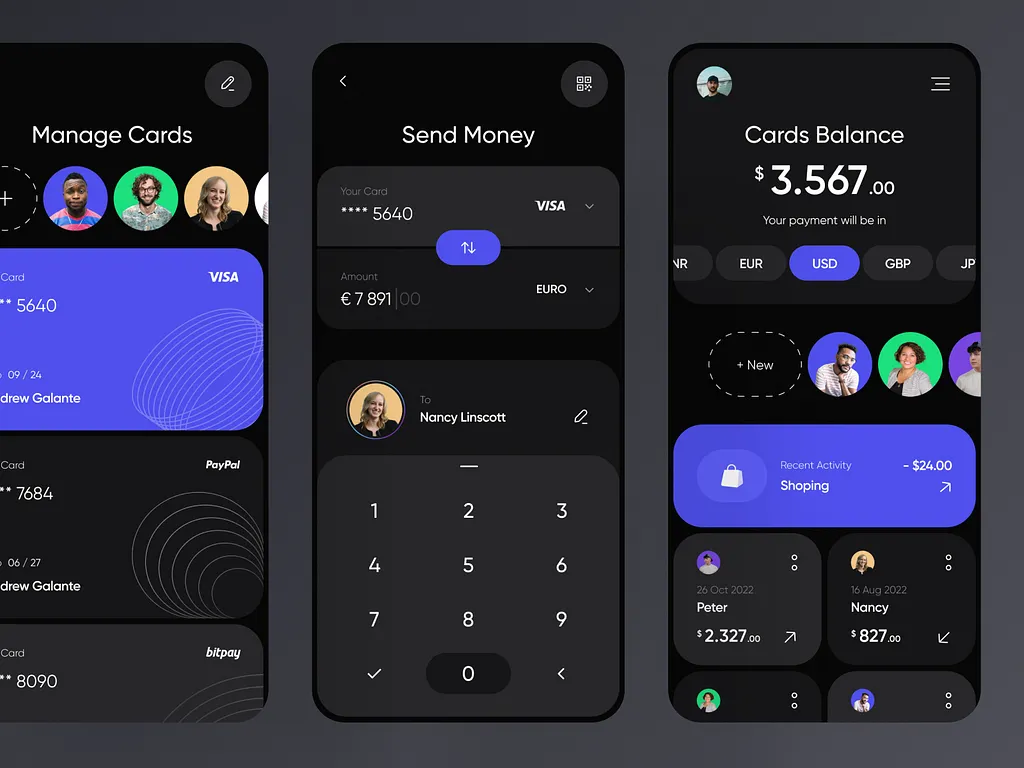 Manage Cards
+
Card
VISA
** 5640
09 / 24
drew Galante
Card
PayPal
** 7684
06 / 27
drew Galante
Card
bitpay
** 8090
Send Money
Your Card
**** 5640
VISA
Amount
€ 7 891|00
EURO
To
Nancy Linscott
1 2 3
4 5 6
7 8 9
0
Cards Balance
$ 3.567.00
Your payment will be in
NR EUR USD GBP JP
+ New
Recent Activity
- $24.00
Shoping
26 Oct 2022
Peter
$ 2.327.00
16 Aug 2022
Nancy
$ 827.00